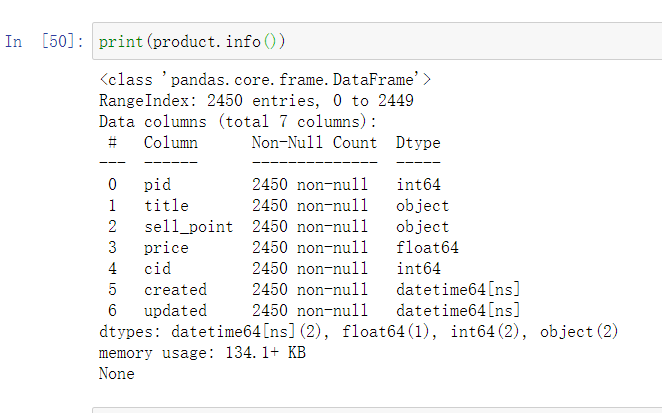 In [50]: print(product.info())
<class 'pandas.core.frame.DataFrame'>
RangeIndex: 2450 entries, 0 to 2449
Data columns (total 7 columns):
 #   Column      Non-Null Count  Dtype
---  ------      --------------  -----
 0   pid         2450 non-null   int64
 1   title       2450 non-null   object
 2   sell_point  2450 non-null   object
 3   price       2450 non-null   float64
 4   cid         2450 non-null   int64
 5   created     2450 non-null   datetime64[ns]
 6   updated     2450 non-null   datetime64[ns]
dtypes: datetime64[ns](2), float64(1), int64(2), object(2)
memory usage: 134.1+ KB
None